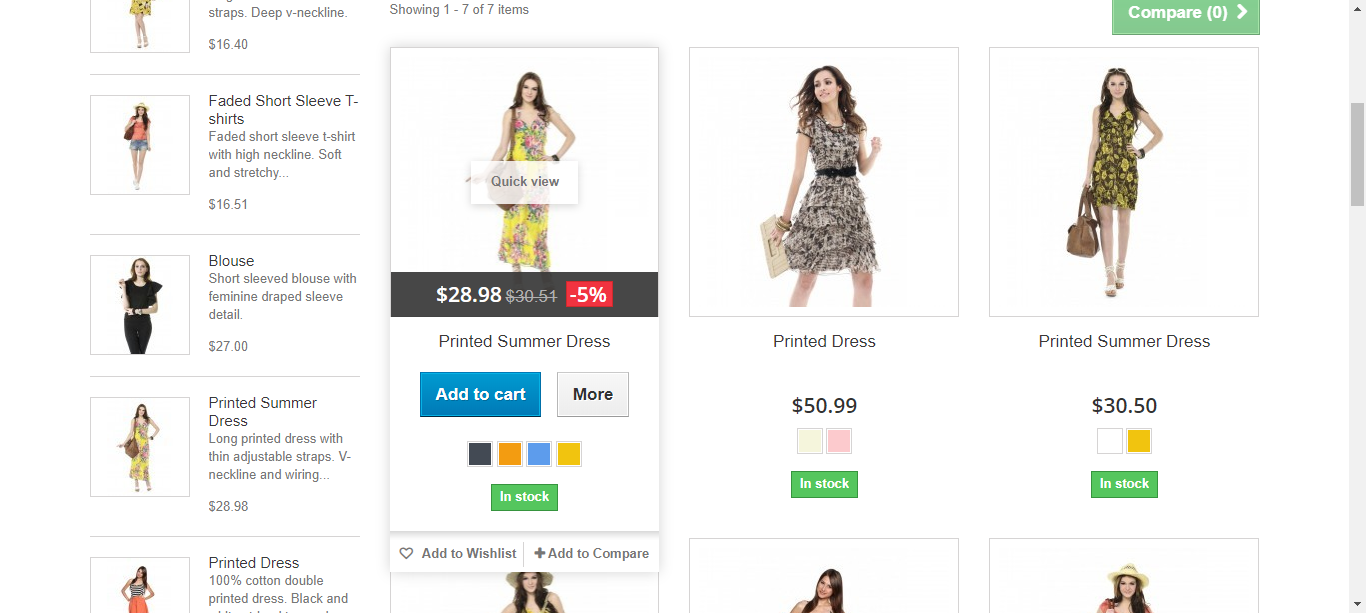 straps. Deep v-neckline.
$16.40
Faded Short Sleeve T-
shirts
Faded short sleeve t-shirt
with high neckline. Soft
and stretchy...
$16.51
Blouse
Short sleeved blouse with
feminine draped sleeve
detail.
$27.00
Printed Summer
Dress
Long printed dress with
thin adjustable straps. V-
neckline and wiring...
$28.98
Printed Dress
100% cotton double
printed dress. Black and
Showing 1 - 7 of 7 items
Compare (0)
Quick view
$28.98 $30.51 -5%
Printed Summer Dress
Add to cart
More
In stock
Add to Wishlist
Add to Compare
Printed Dress
$50.99
In stock
Printed Summer Dress
$30.50
In stock